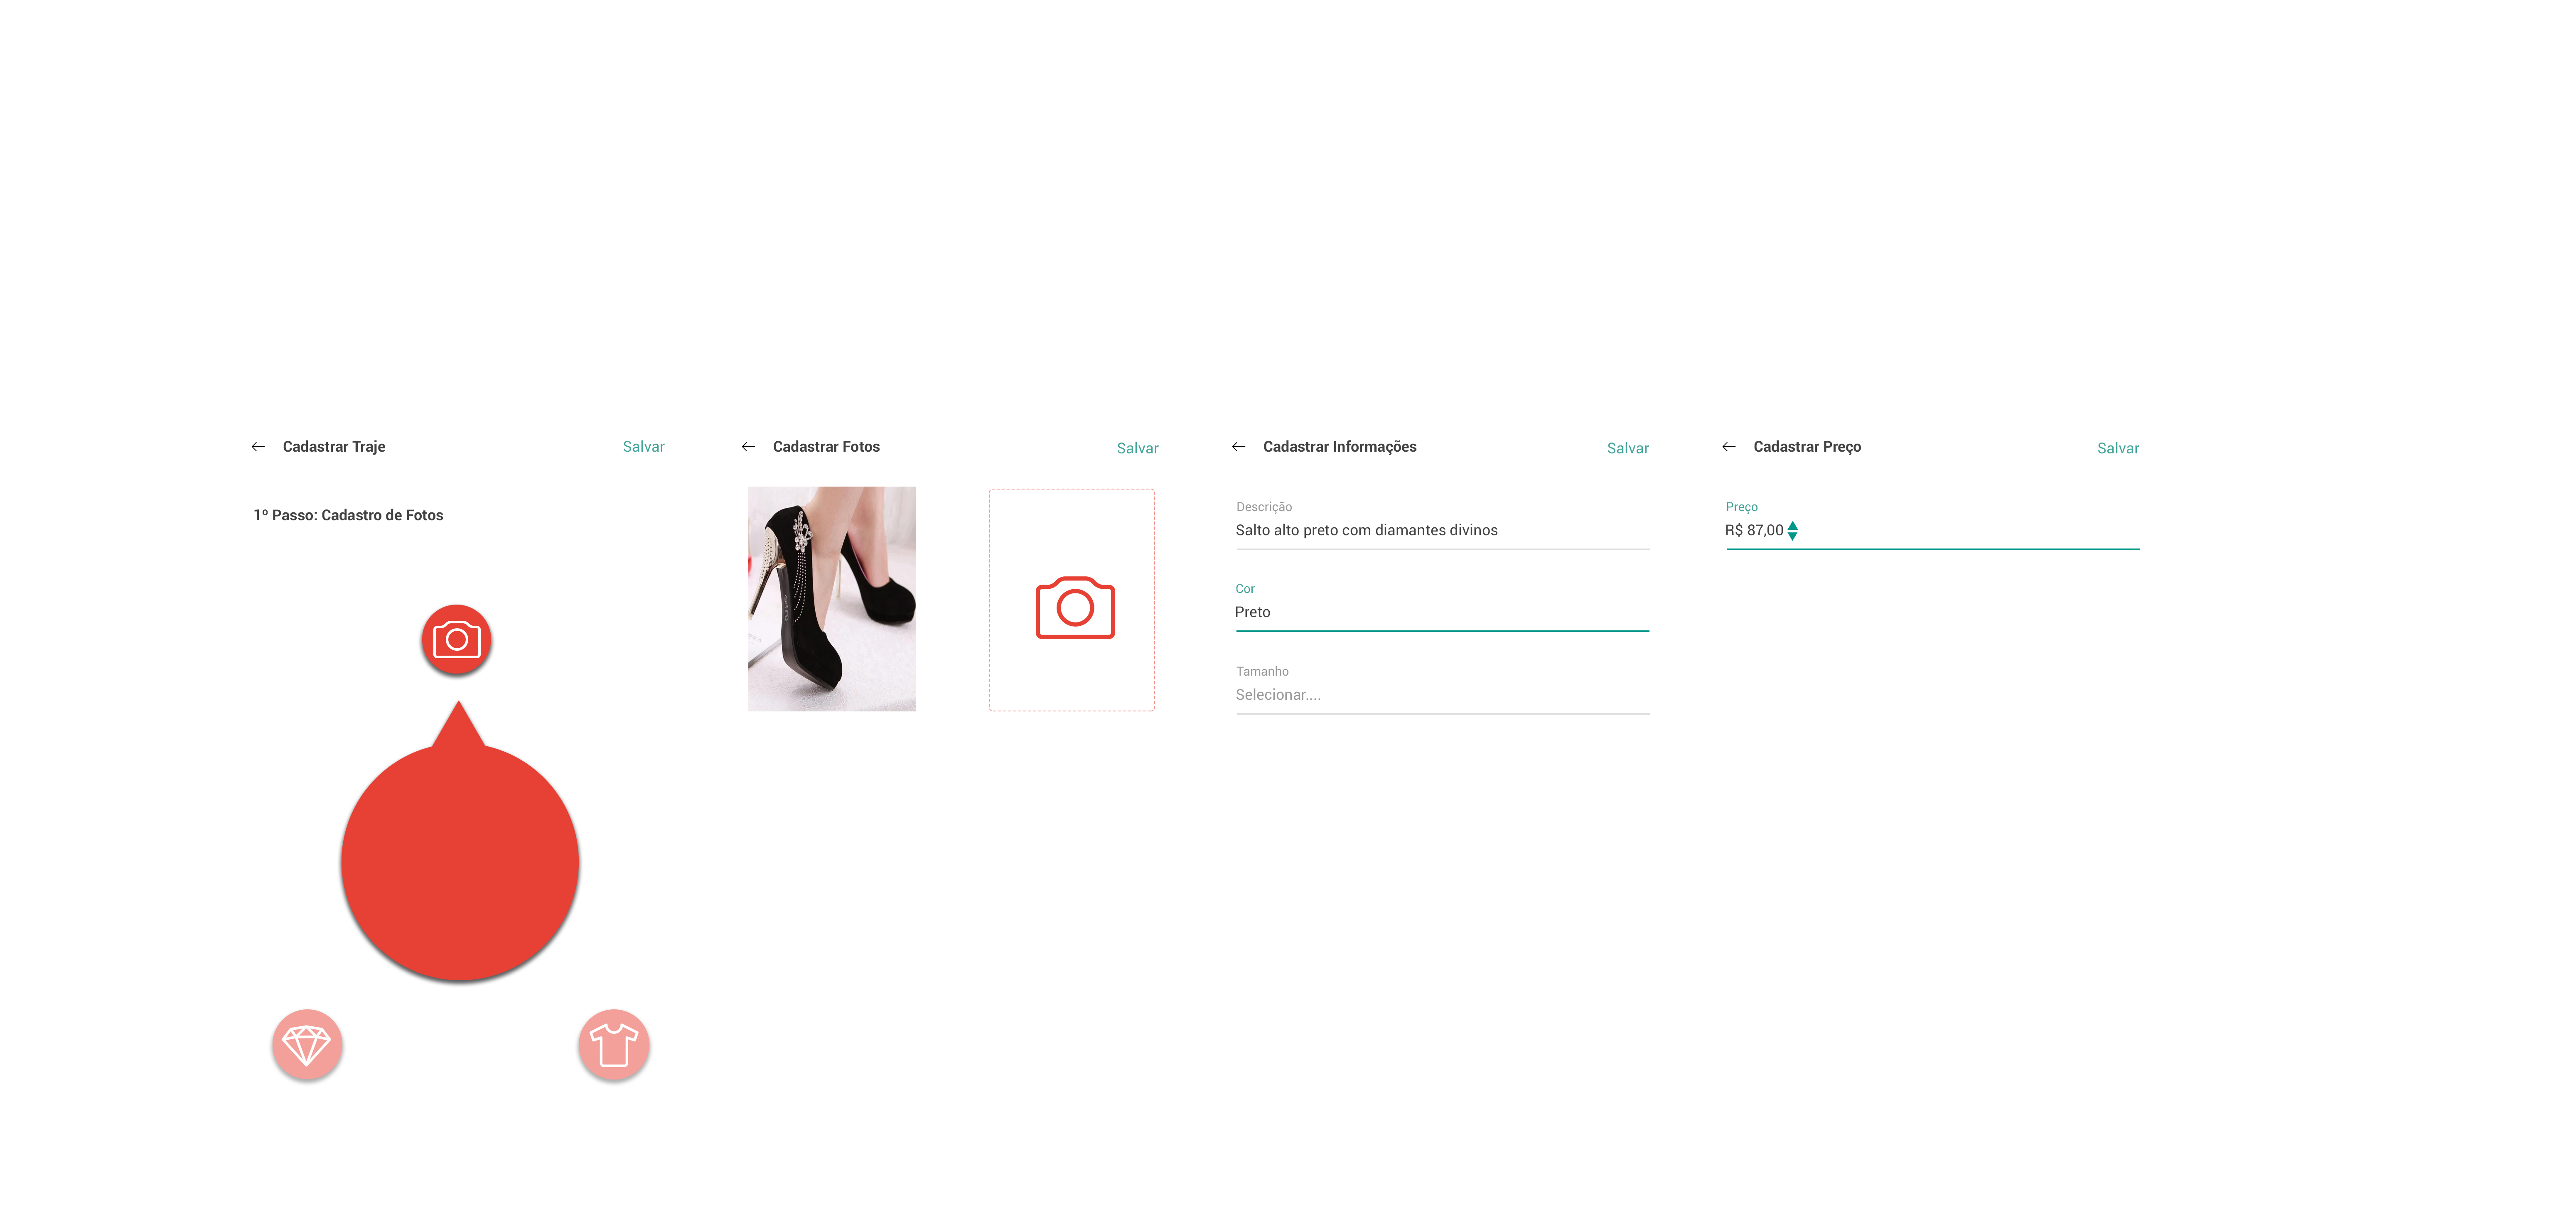 Cadastrar Traje
Salvar
1º Passo: Cadastro de Fotos
Cadastrar Fotos
Salvar
Cadastrar Informações
Salvar
Descrição
Salto alto preto com diamantes divinos
Cor
Preto
Tamanho
Selecionar....
Cadastrar Preço
Salvar
Preço
R$ 87,00